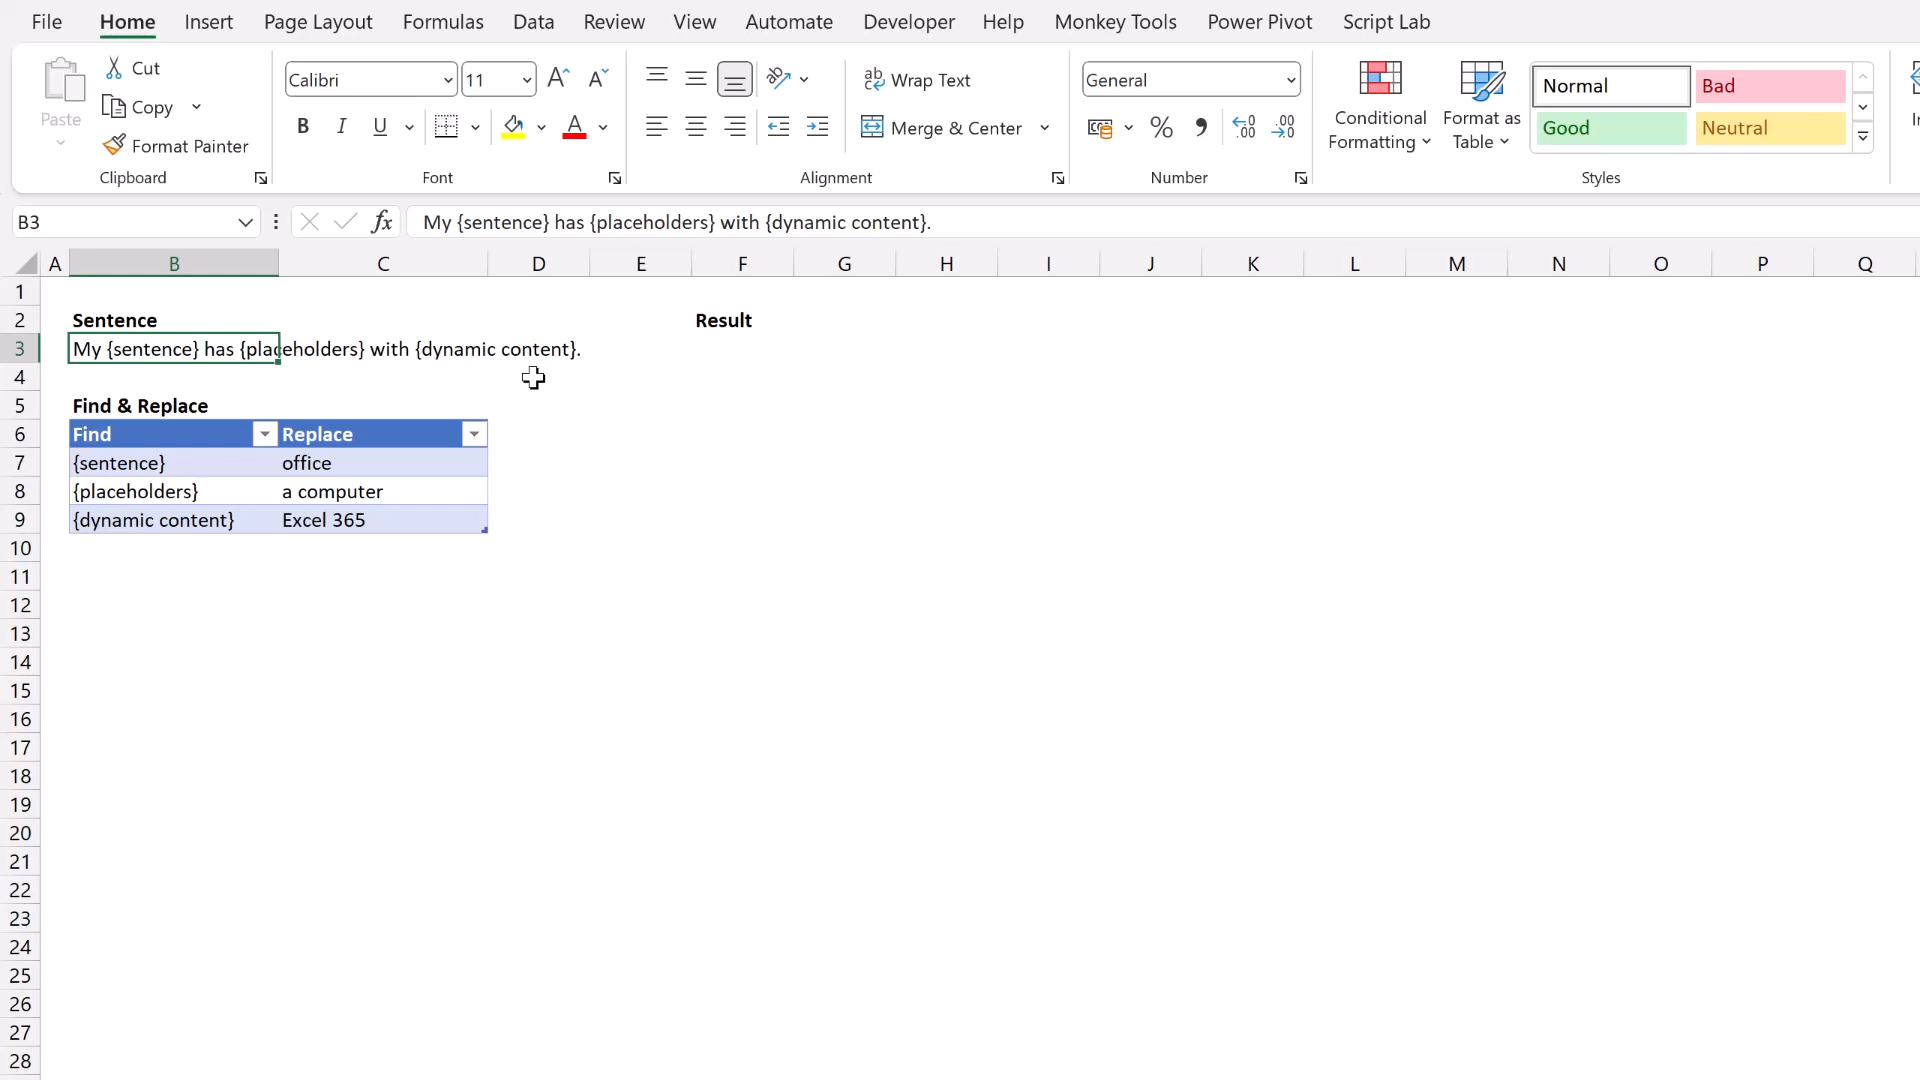 File Home Insert Page Layout Formulas Data Review View Automate Developer Help Monkey Tools Power Pivot Script Lab
Paste
Cut
Copy
Format Painter
Clipboard
Calibri 11
B I U
Font
Wrap Text
Merge & Center
Alignment
General
Number
Conditional Formatting
Format as Table
Normal Bad
Good Neutral
Styles
B3 fx My {sentence} has {placeholders} with {dynamic content}.
A B C D E F G H I J K L M N O P Q
1
2 Sentence Result
3 My {sentence} has {placeholders} with {dynamic content}.
4
5 Find & Replace
6 Find Replace
7 {sentence} office
8 {placeholders} a computer
9 {dynamic content} Excel 365
10
11
12
13
14
15
16
17
18
19
20
21
22
23
24
25
26
27
28